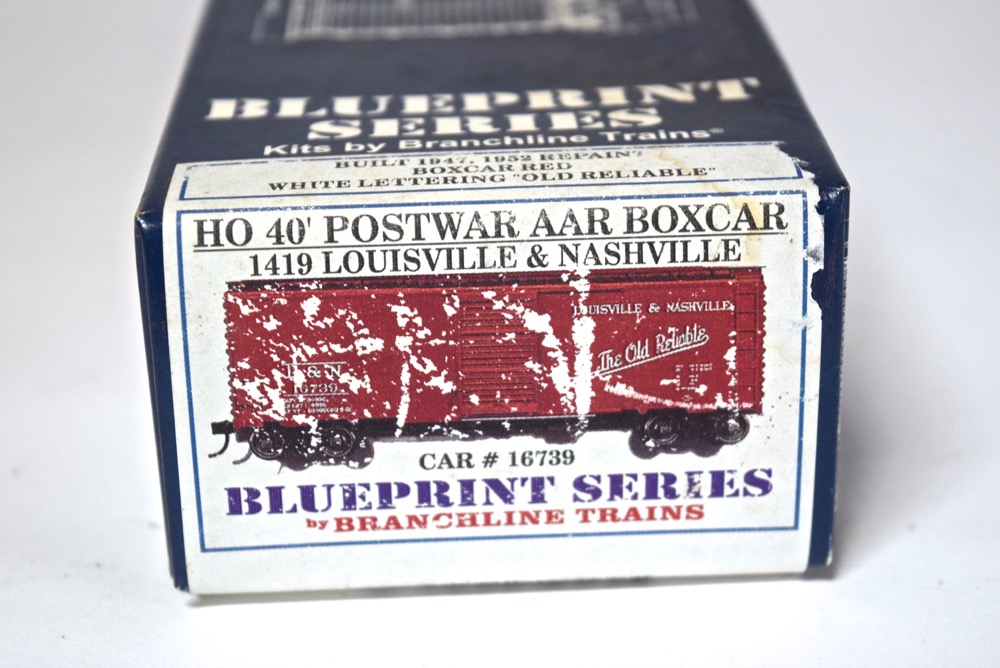 BLUEPRINT
SERIES
Kits by Branchline Trains
BUILT 1947, 1952 REPAINT
BOXCAR RED
WHITE LETTERING "OLD RELIABLE"
HO 40' POSTWAR AAR BOXCAR
1419 LOUISVILLE & NASHVILLE
LOUISVILLE & NASHVILLE
The Old Reliable
L & N
16739
CAR # 16739
BLUEPRINT SERIES
by BRANCHLINE TRAINS